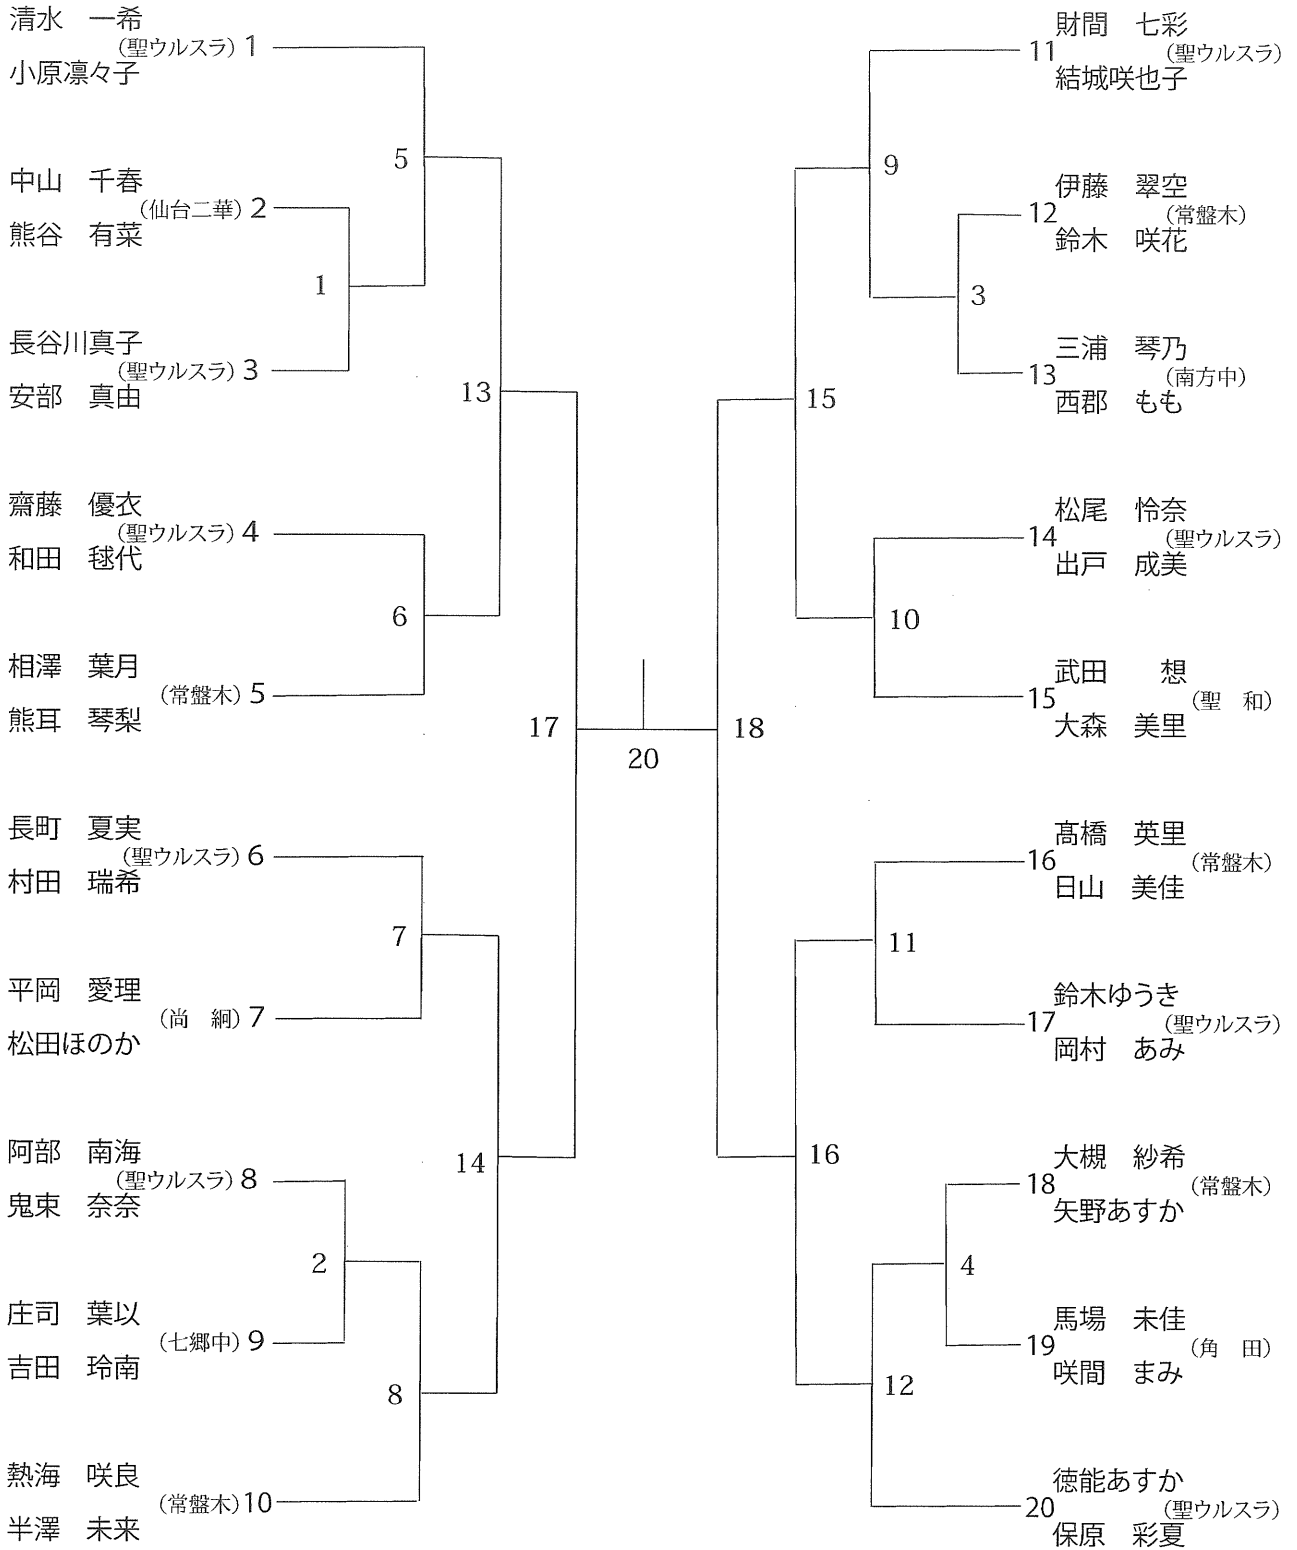 清水　一希
(聖ウルスラ) 1
小原凛々子
中山　千春
(仙台二華) 2
熊谷　有菜
長谷川真子
(聖ウルスラ) 3
安部　真由
齋藤　優衣
(聖ウルスラ) 4
和田　毬代
相澤　葉月
(常盤木) 5
熊耳　琴梨
長町　夏実
(聖ウルスラ) 6
村田　瑞希
平岡　愛理
(尚　絅) 7
松田ほのか
阿部　南海
(聖ウルスラ) 8
鬼束　奈奈
庄司　葉以
(七郷中) 9
吉田　玲南
熱海　咲良
(常盤木) 10
半澤　未来
5
1
13
6
17
7
14
2
8
20
18
9
3
15
10
11
16
4
12
財間　七彩
11 (聖ウルスラ)
結城咲也子
伊藤　翠空
12 (常盤木)
鈴木　咲花
三浦　琴乃
13 (南方中)
西郡　もも
松尾　怜奈
14 (聖ウルスラ)
出戸　成美
武田　　想
15 (聖　和)
大森　美里
髙橋　英里
16 (常盤木)
日山　美佳
鈴木ゆうき
17 (聖ウルスラ)
岡村　あみ
大槻　紗希
18 (常盤木)
矢野あすか
馬場　未佳
19 (角　田)
咲間　まみ
徳能あすか
20 (聖ウルスラ)
保原　彩夏